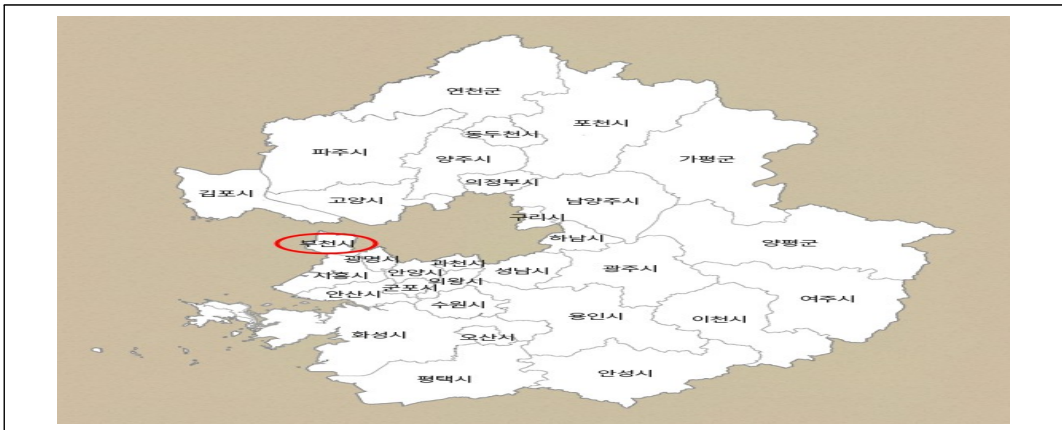 연천군
포천시
동두천시
파주시
양주시
가평군
의정부시
김포시
고양시
남양주시
구리시
부천시
하남시
양평군
광명시
과천시
시흥시
안양시
성남시
광주시
의왕시
군포시
안산시
여주시
수원시
용인시
이천시
화성시
오산시
평택시
안성시